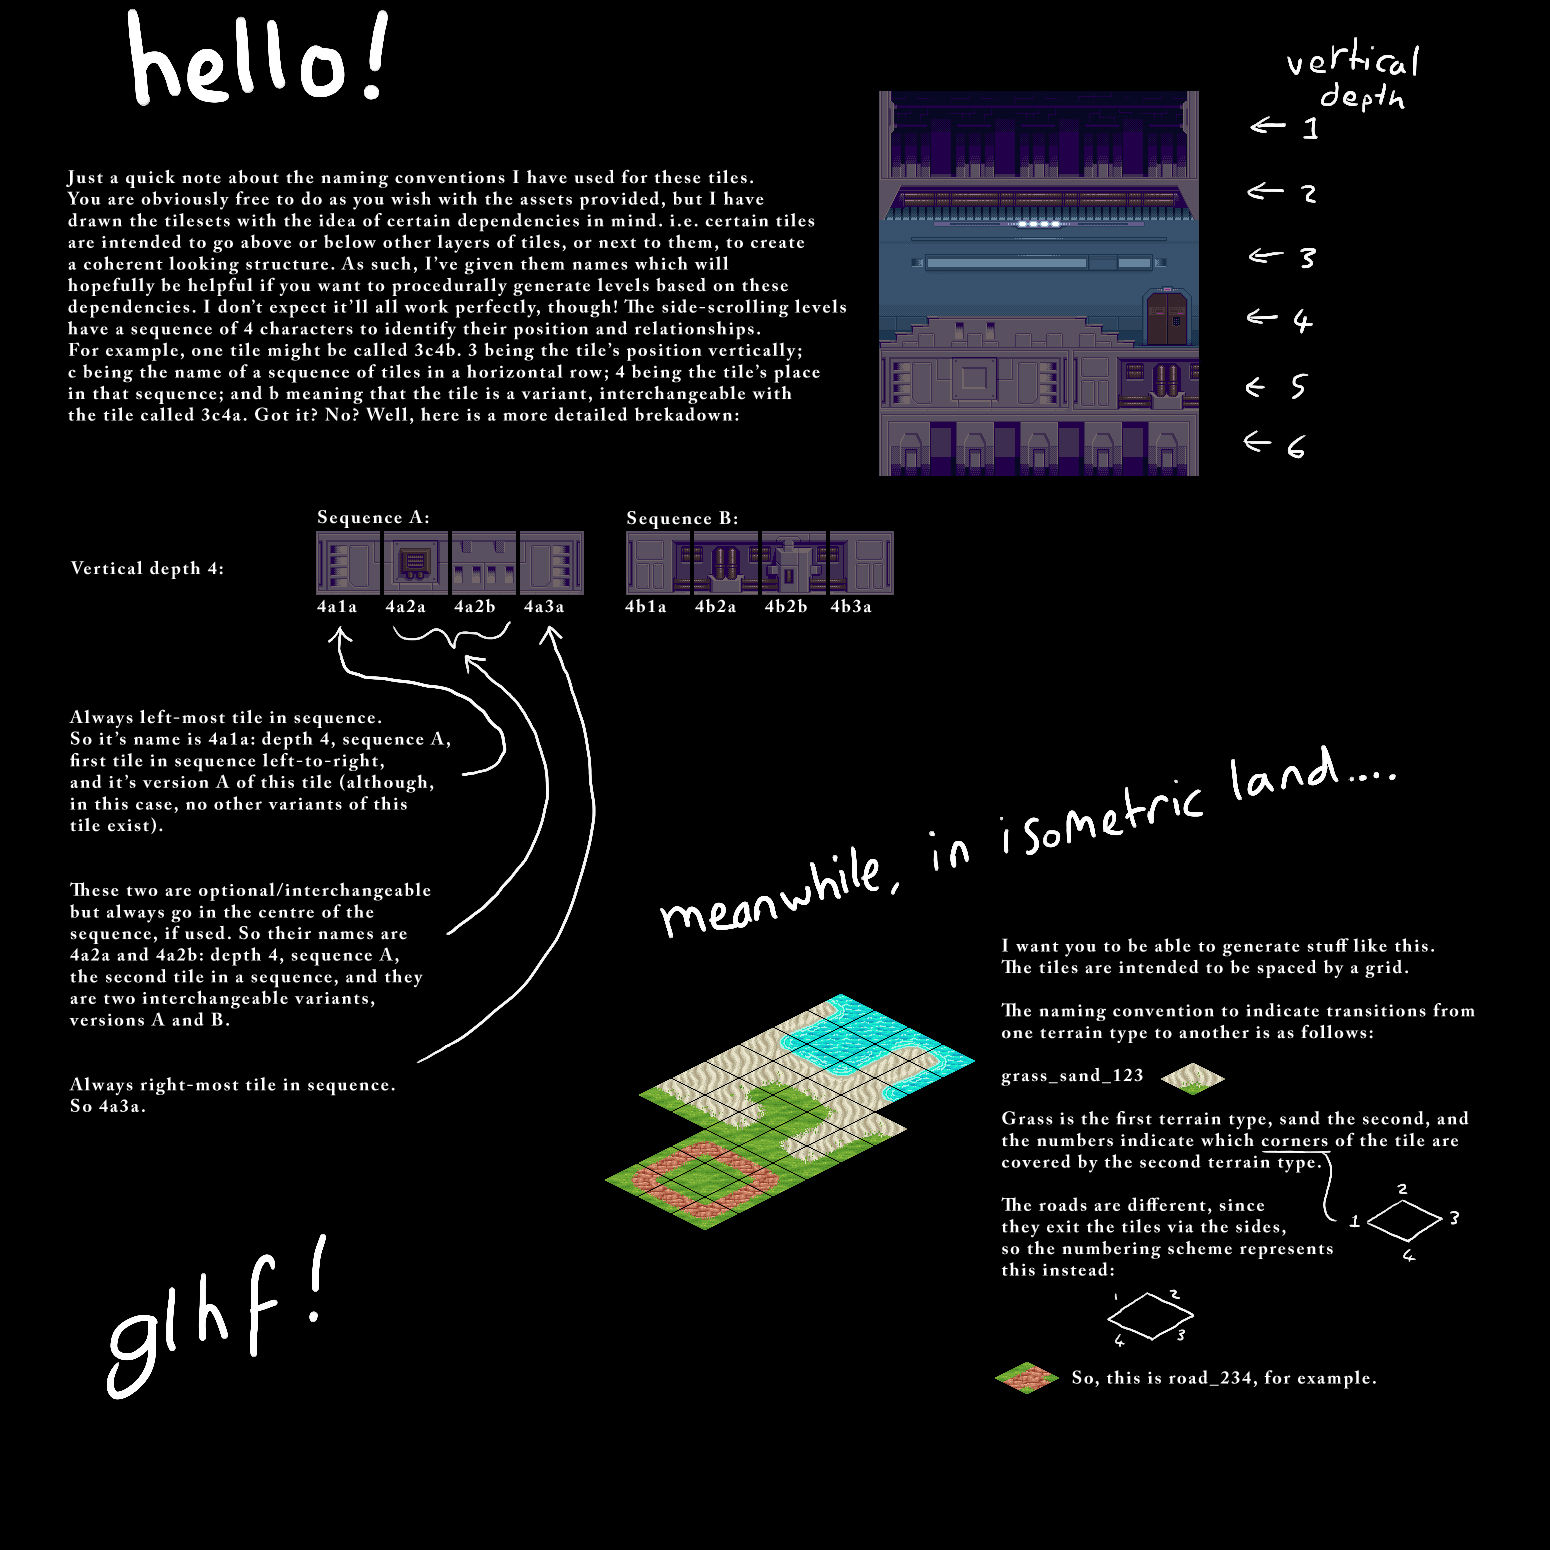 hello!
vertical
depth
← 1
← 2
← 3
← 4
← 5
← 6
Just a quick note about the naming conventions I have used for these tiles.
You are obviously free to do as you wish with the assets provided, but I have
drawn the tilesets with the idea of certain dependencies in mind. i.e. certain tiles
are intended to go above or below other layers of tiles, or next to them, to create
a coherent looking structure. As such, I've given them names which will
hopefully be helpful if you want to procedurally generate levels based on these
dependencies. I don't expect it'll all work perfectly, though! The side-scrolling levels
have a sequence of 4 characters to identify their position and relationships.
For example, one tile might be called 3c4b. 3 being the tile's position vertically;
c being the name of a sequence of tiles in a horizontal row; 4 being the tile's place
in that sequence; and b meaning that the tile is a variant, interchangeable with
the tile called 3c4a. Got it? No? Well, here is a more detailed brekadown:
Sequence A:
Sequence B:
Vertical depth 4:
4a1a 4a2a 4a2b 4a3a
4b1a 4b2a 4b2b 4b3a
Always left-most tile in sequence.
So it's name is 4a1a: depth 4, sequence A,
first tile in sequence left-to-right,
and it's version A of this tile (although,
in this case, no other variants of this
tile exist).
These two are optional/interchangeable
but always go in the centre of the
sequence, if used. So their names are
4a2a and 4a2b: depth 4, sequence A,
the second tile in a sequence, and they
are two interchangeable variants,
versions A and B.
Always right-most tile in sequence.
So 4a3a.
meanwhile, in isometric land....
I want you to be able to generate stuff like this.
The tiles are intended to be spaced by a grid.
The naming convention to indicate transitions from
one terrain type to another is as follows:
grass_sand_123
Grass is the first terrain type, sand the second, and
the numbers indicate which corners of the tile are
covered by the second terrain type.
1 2 3 4
The roads are different, since
they exit the tiles via the sides,
so the numbering scheme represents
this instead:
1 2
4 3
So, this is road_234, for example.
glhf!